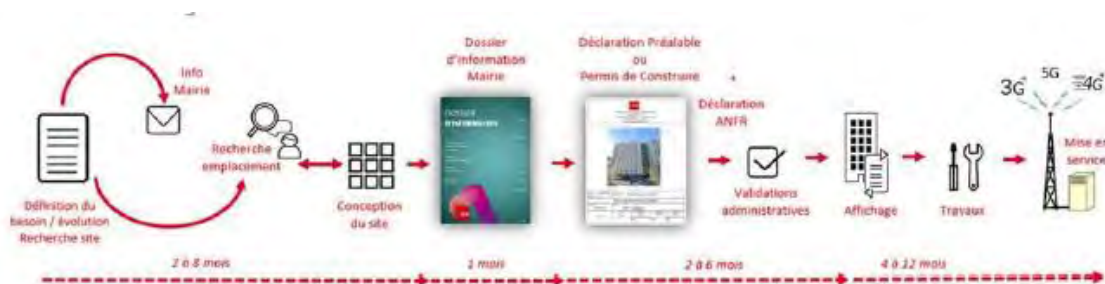 Info
Mairie
Définition du
besoin / évolution
Recherche site
Recherche
emplacement
Conception
du site
Dossier
d'Information
Mairie
DOSSIER
D'INFORMATION
Déclaration Préalable
ou
Permis de Construire
+
Déclaration
ANFR
Validations
administratives
Affichage
Travaux
3G+
5G
4G+
Mise en
service
2 à 8 mois
1 mois
2 à 6 mois
4 à 12 mois